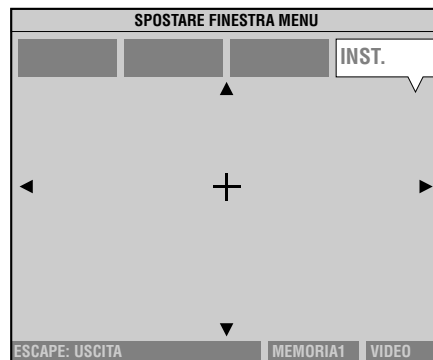 SPOSTARE FINESTRA MENU
INST.
ESCAPE: USCITA MEMORIA1 VIDEO